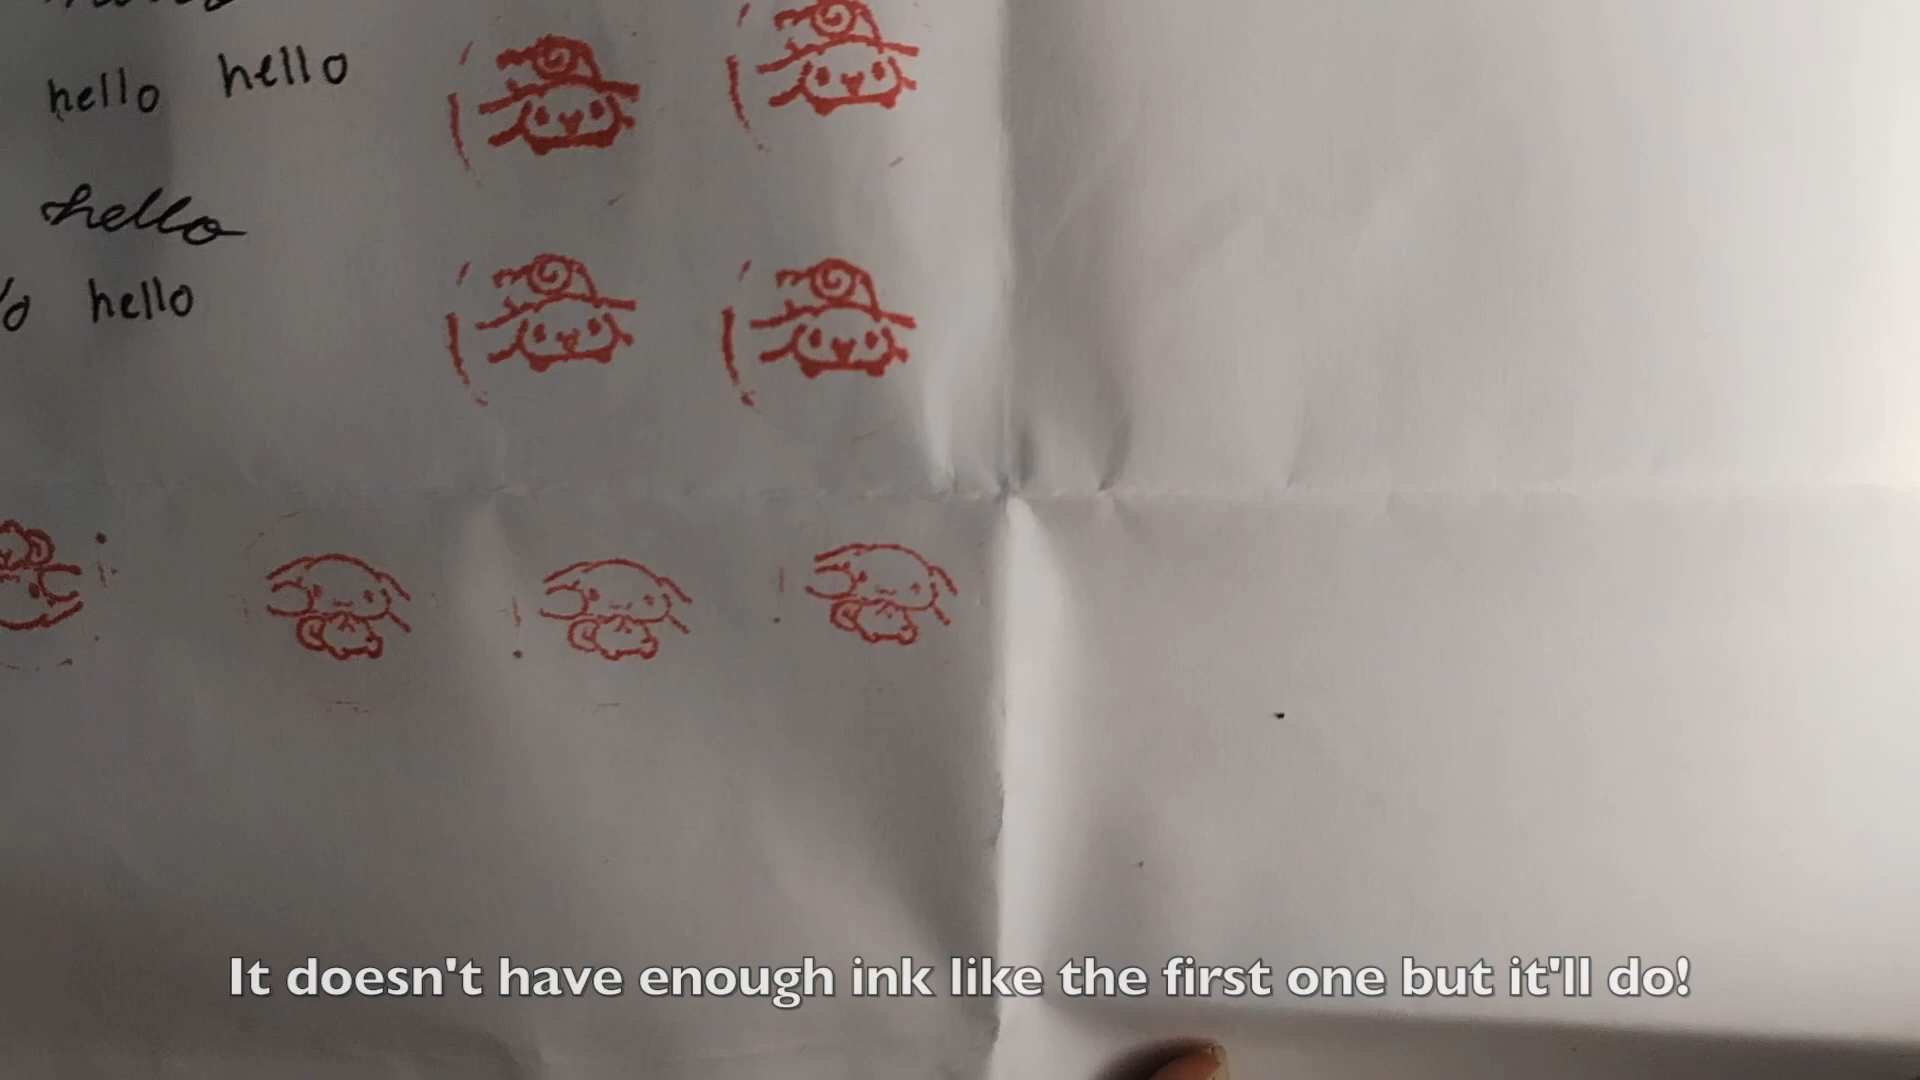 hello hello
hello
hello
It doesn't have enough ink like the first one but it'll do!